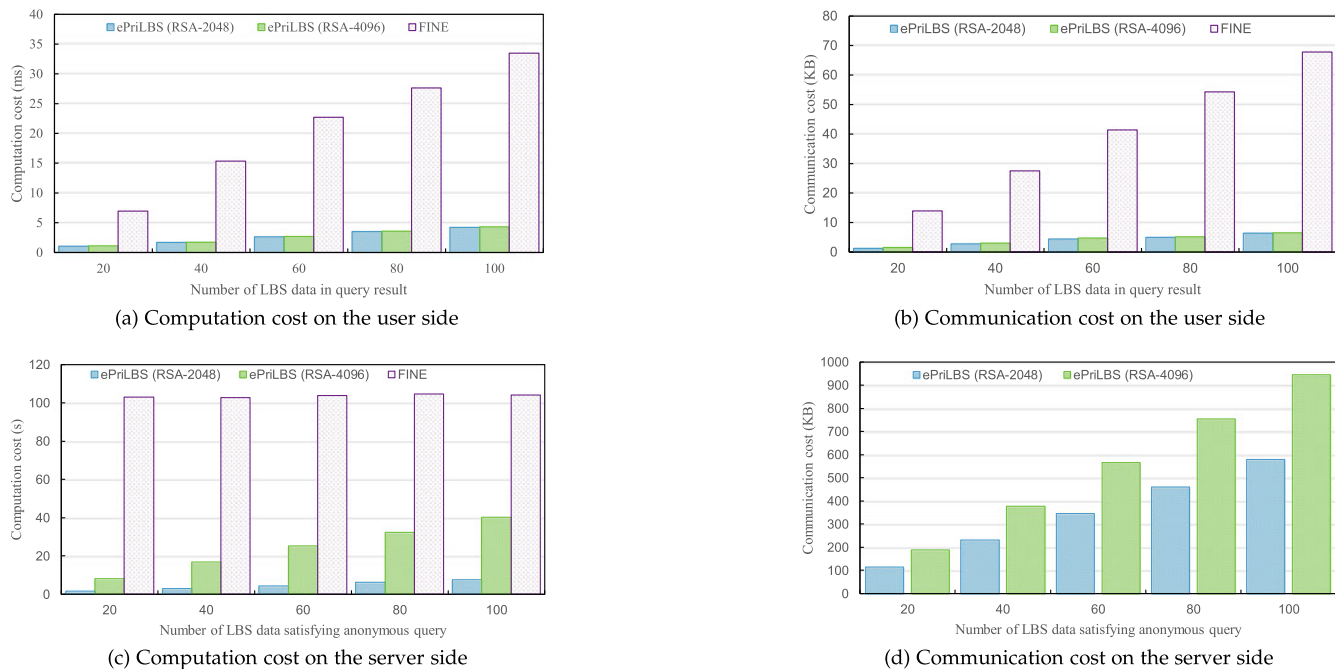 40
35
30
25
20
15
10
5
0
Computation cost (ms)
ePriLBS (RSA-2048) ePriLBS (RSA-4096) FINE
20 40 60 80 100
Number of LBS data in query result
(a) Computation cost on the user side
80
70
60
50
40
30
20
10
0
Communication cost (KB)
ePriLBS (RSA-2048) ePriLBS (RSA-4096) FINE
20 40 60 80 100
Number of LBS data in query result
(b) Communication cost on the user side
120
100
80
60
40
20
0
Computation cost (s)
ePriLBS (RSA-2048) ePriLBS (RSA-4096) FINE
20 40 60 80 100
Number of LBS data satisfying anonymous query
(c) Computation cost on the server side
1000
900
800
700
600
500
400
300
200
100
0
Communication cost (KB)
ePriLBS (RSA-2048) ePriLBS (RSA-4096)
20 40 60 80 100
Number of LBS data satisfying anonymous query
(d) Communication cost on the server side